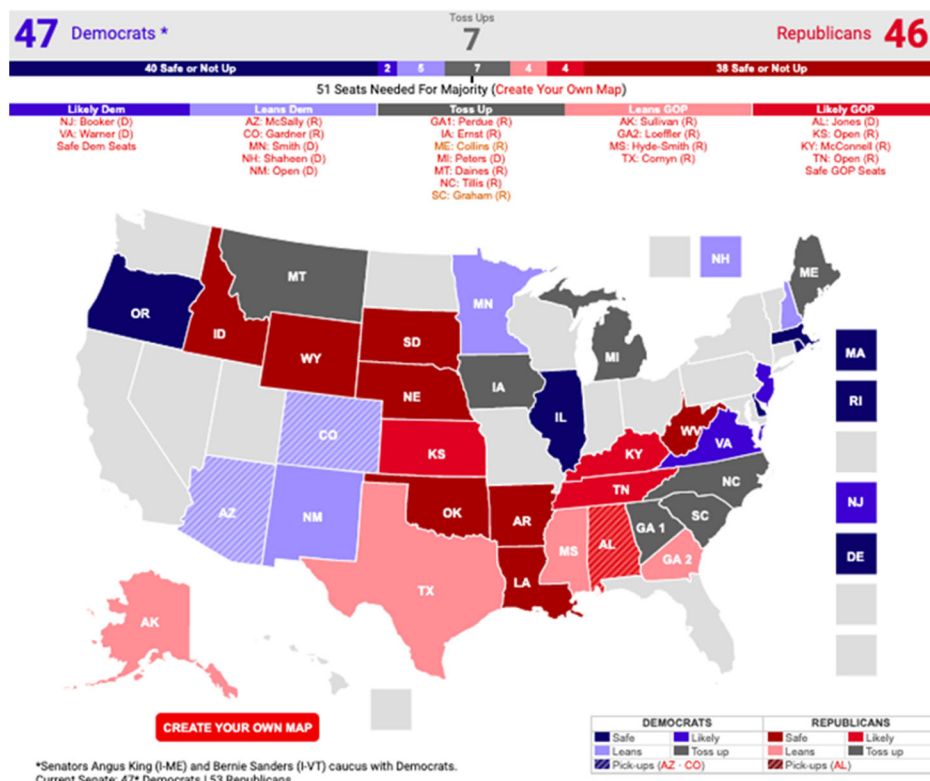 47 Democrats * Toss Ups 7 Republicans 46
40 Safe or Not Up 2 5 7 4 4 38 Safe or Not Up
51 Seats Needed For Majority (Create Your Own Map)
Likely Dem Leans Dem Toss Up Leans GOP Likely GOP
NJ: Booker (D) AZ: McSally (R) GA1: Perdue (R) AK: Sullivan (R) AL: Jones (D)
VA: Warner (D) CO: Gardner (R) IA: Ernst (R) GA2: Loeffler (R) KS: Open (R)
Safe Dem Seats MN: Smith (D) ME: Collins (R) MS: Hyde-Smith (R) KY: McConnell (R)
NH: Shaheen (D) MI: Peters (D) TX: Cornyn (R) TN: Open (R)
NM: Open (D) MT: Daines (R) Safe GOP Seats
NC: Tillis (R)
SC: Graham (R)
NH
ME
MT
MN
OR
ID
MI
WY
SD
MA
IA
NE
RI
IL
CO
WV
VA
KS
KY
NJ
NC
TN
AZ
NM
OK
AR
SC
GA 1
MS
AL
DE
GA 2
LA
TX
AK
CREATE YOUR OWN MAP
DEMOCRATS REPUBLICANS
Safe Likely Safe Likely
Leans Toss up Leans Toss up
Pick-ups (AZ · CO) Pick-ups (AL)
*Senators Angus King (I-ME) and Bernie Sanders (I-VT) caucus with Democrats.
Current Senate: 47* Democrats | 53 Republicans